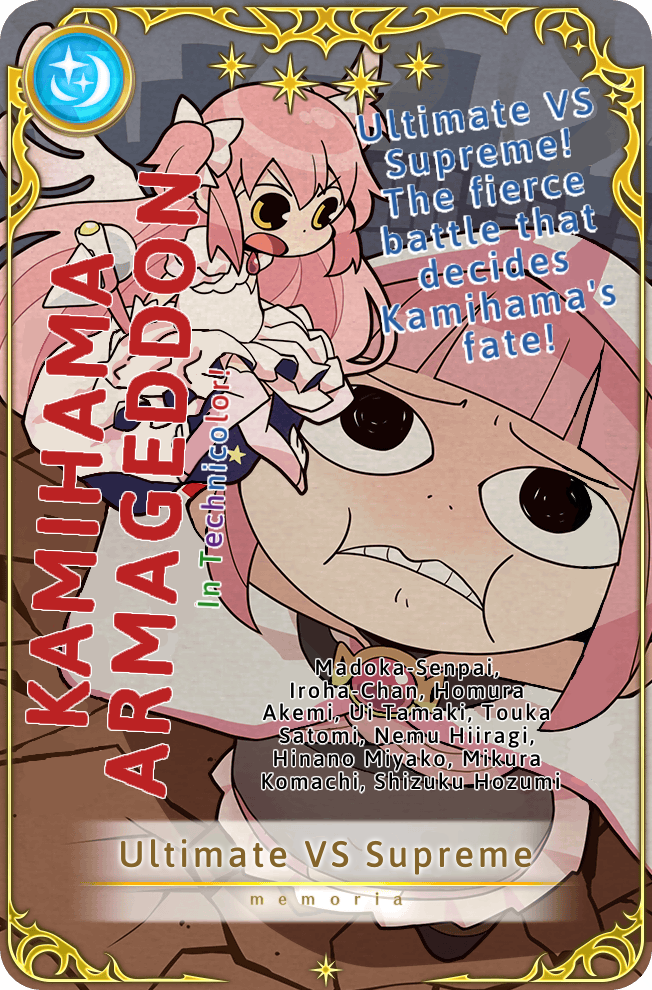 Ultimate VS
Supreme!
The fierce
battle that
decides
Kamihama's
fate!
KAMIHAMA
ARMAGEDDON
In Technicolor!
Madoka-Senpai,
Iroha-Chan, Homura
Akemi, Ui Tamaki, Touka
Satomi, Nemu Hiiragi,
Hinano Miyako, Mikura
Komachi, Shizuku Hozumi
Ultimate VS Supreme
memoria